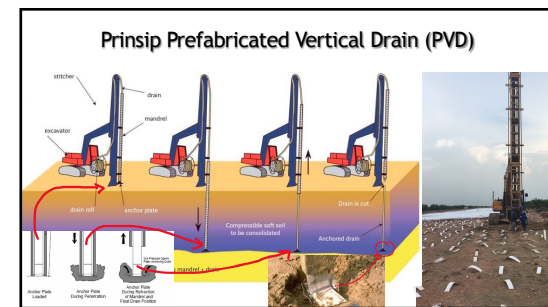 Prinsip Prefabricated Vertical Drain (PVD)
stitcher
drain
mandrel
excavator
drain roll
anchor plate
Compressible soft soil
to be consolidated
Drain is cut
Anchored drain
mandrel + drain
Anchor Plate
Loaded
Anchor Plate
During Penetration
Anchor Plate
During Retraction
of Mandrel and
Final Drain Position